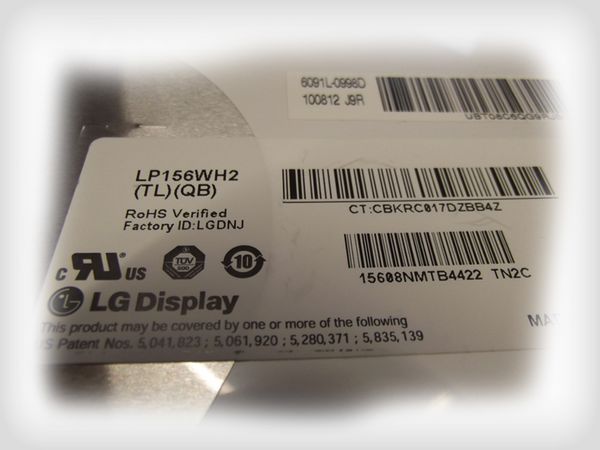 6091L-0998D
100812 J9R
LP156WH2
(TL)(QB)
RoHS Verified
Factory ID:LGDNJ
CT:CBKRC017DZBB4Z
c UL US
TÜV
10
15608NMTB4422 TN2C
LG Display
This product may be covered by one or more of the following
US Patent Nos. 5,041,823 ; 5,061,920 ; 5,280,371 ; 5,835,139